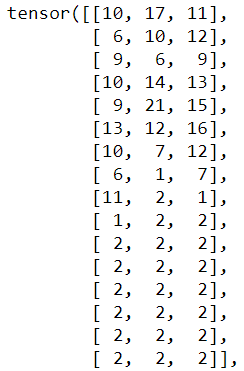 tensor([[10, 17, 11],
[ 6, 10, 12],
[ 9, 6, 9],
[10, 14, 13],
[ 9, 21, 15],
[13, 12, 16],
[10, 7, 12],
[ 6, 1, 7],
[11, 2, 1],
[ 1, 2, 2],
[ 2, 2, 2],
[ 2, 2, 2],
[ 2, 2, 2],
[ 2, 2, 2],
[ 2, 2, 2],
[ 2, 2, 2]],